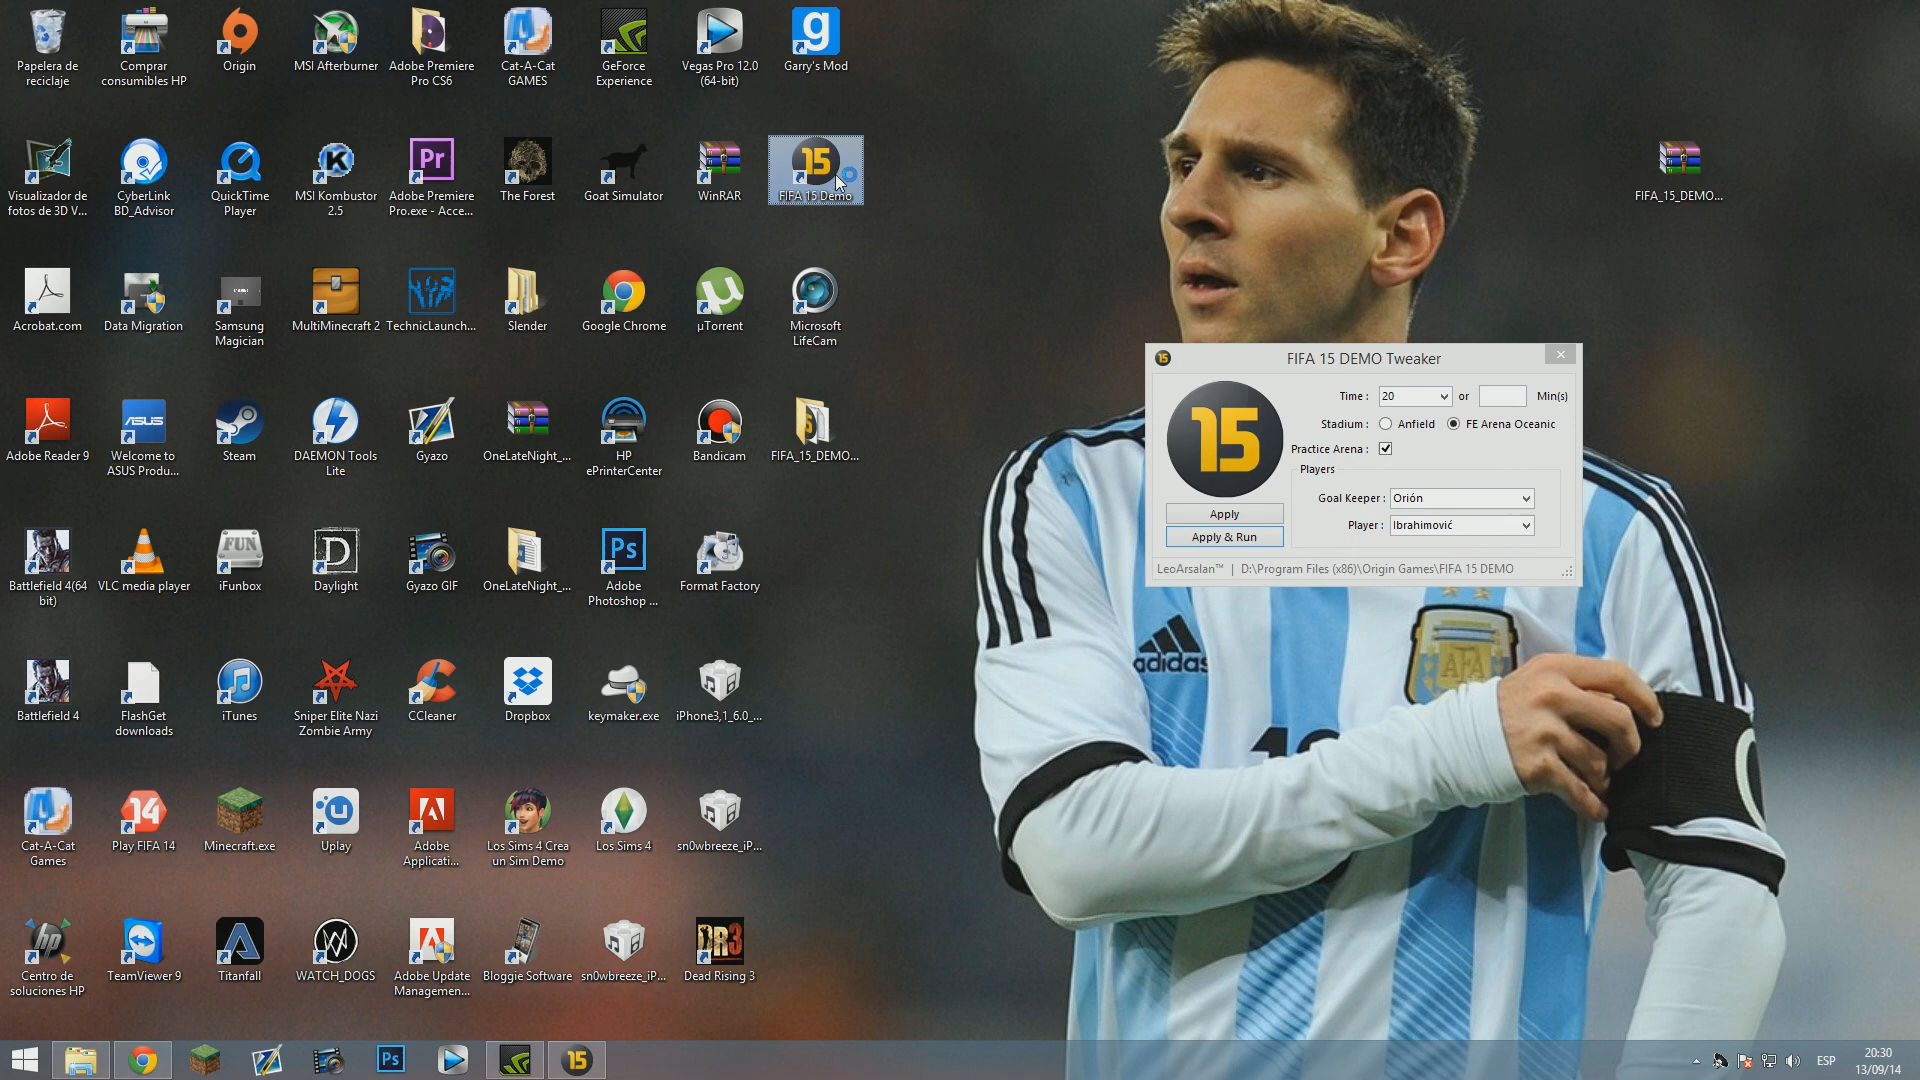 Papelera de
reciclaje
Comprar
consumibles HP
Origin
MSI Afterburner
Adobe Premiere
Pro CS6
Cat-A-Cat
GAMES
GeForce
Experience
Vegas Pro 12.0
(64-bit)
Garry's Mod
Visualizador de
fotos de 3D V...
CyberLink
BD_Advisor
QuickTime
Player
MSI Kombustor
2.5
Adobe Premiere
Pro.exe - Acce...
The Forest
Goat Simulator
WinRAR
FIFA 15 Demo
FIFA_15_DEMO...
Acrobat.com
Data Migration
Samsung
Magician
MultiMinecraft 2
TechnicLaunch...
Slender
Google Chrome
µTorrent
Microsoft
LifeCam
Adobe Reader 9
Welcome to
ASUS Produ...
Steam
DAEMON Tools
Lite
Gyazo
OneLateNight_...
HP
ePrinterCenter
Bandicam
FIFA_15_DEMO...
Battlefield 4(64
bit)
VLC media player
iFunbox
Daylight
Gyazo GIF
OneLateNight_...
Adobe
Photoshop ...
Format Factory
Battlefield 4
FlashGet
downloads
iTunes
Sniper Elite Nazi
Zombie Army
CCleaner
Dropbox
keymaker.exe
iPhone3,1_6.0_...
Cat-A-Cat
Games
Play FIFA 14
Minecraft.exe
Uplay
Adobe
Applicati...
Los Sims 4 Crea
un Sim Demo
Los Sims 4
sn0wbreeze_iP...
Centro de
soluciones HP
TeamViewer 9
Titanfall
WATCH_DOGS
Adobe Update
Managemen...
Bloggie Software
sn0wbreeze_iP...
Dead Rising 3
FIFA 15 DEMO Tweaker
15
Time : 20 or Min(s)
Stadium : Anfield FE Arena Oceanic
Practice Arena :
Players
Goal Keeper : Orión
Player : Ibrahimović
Apply
Apply & Run
LeoArsalan™ | D:\Program Files (x86)\Origin Games\FIFA 15 DEMO
adidas
AFA
ESP
20:30
13/09/14